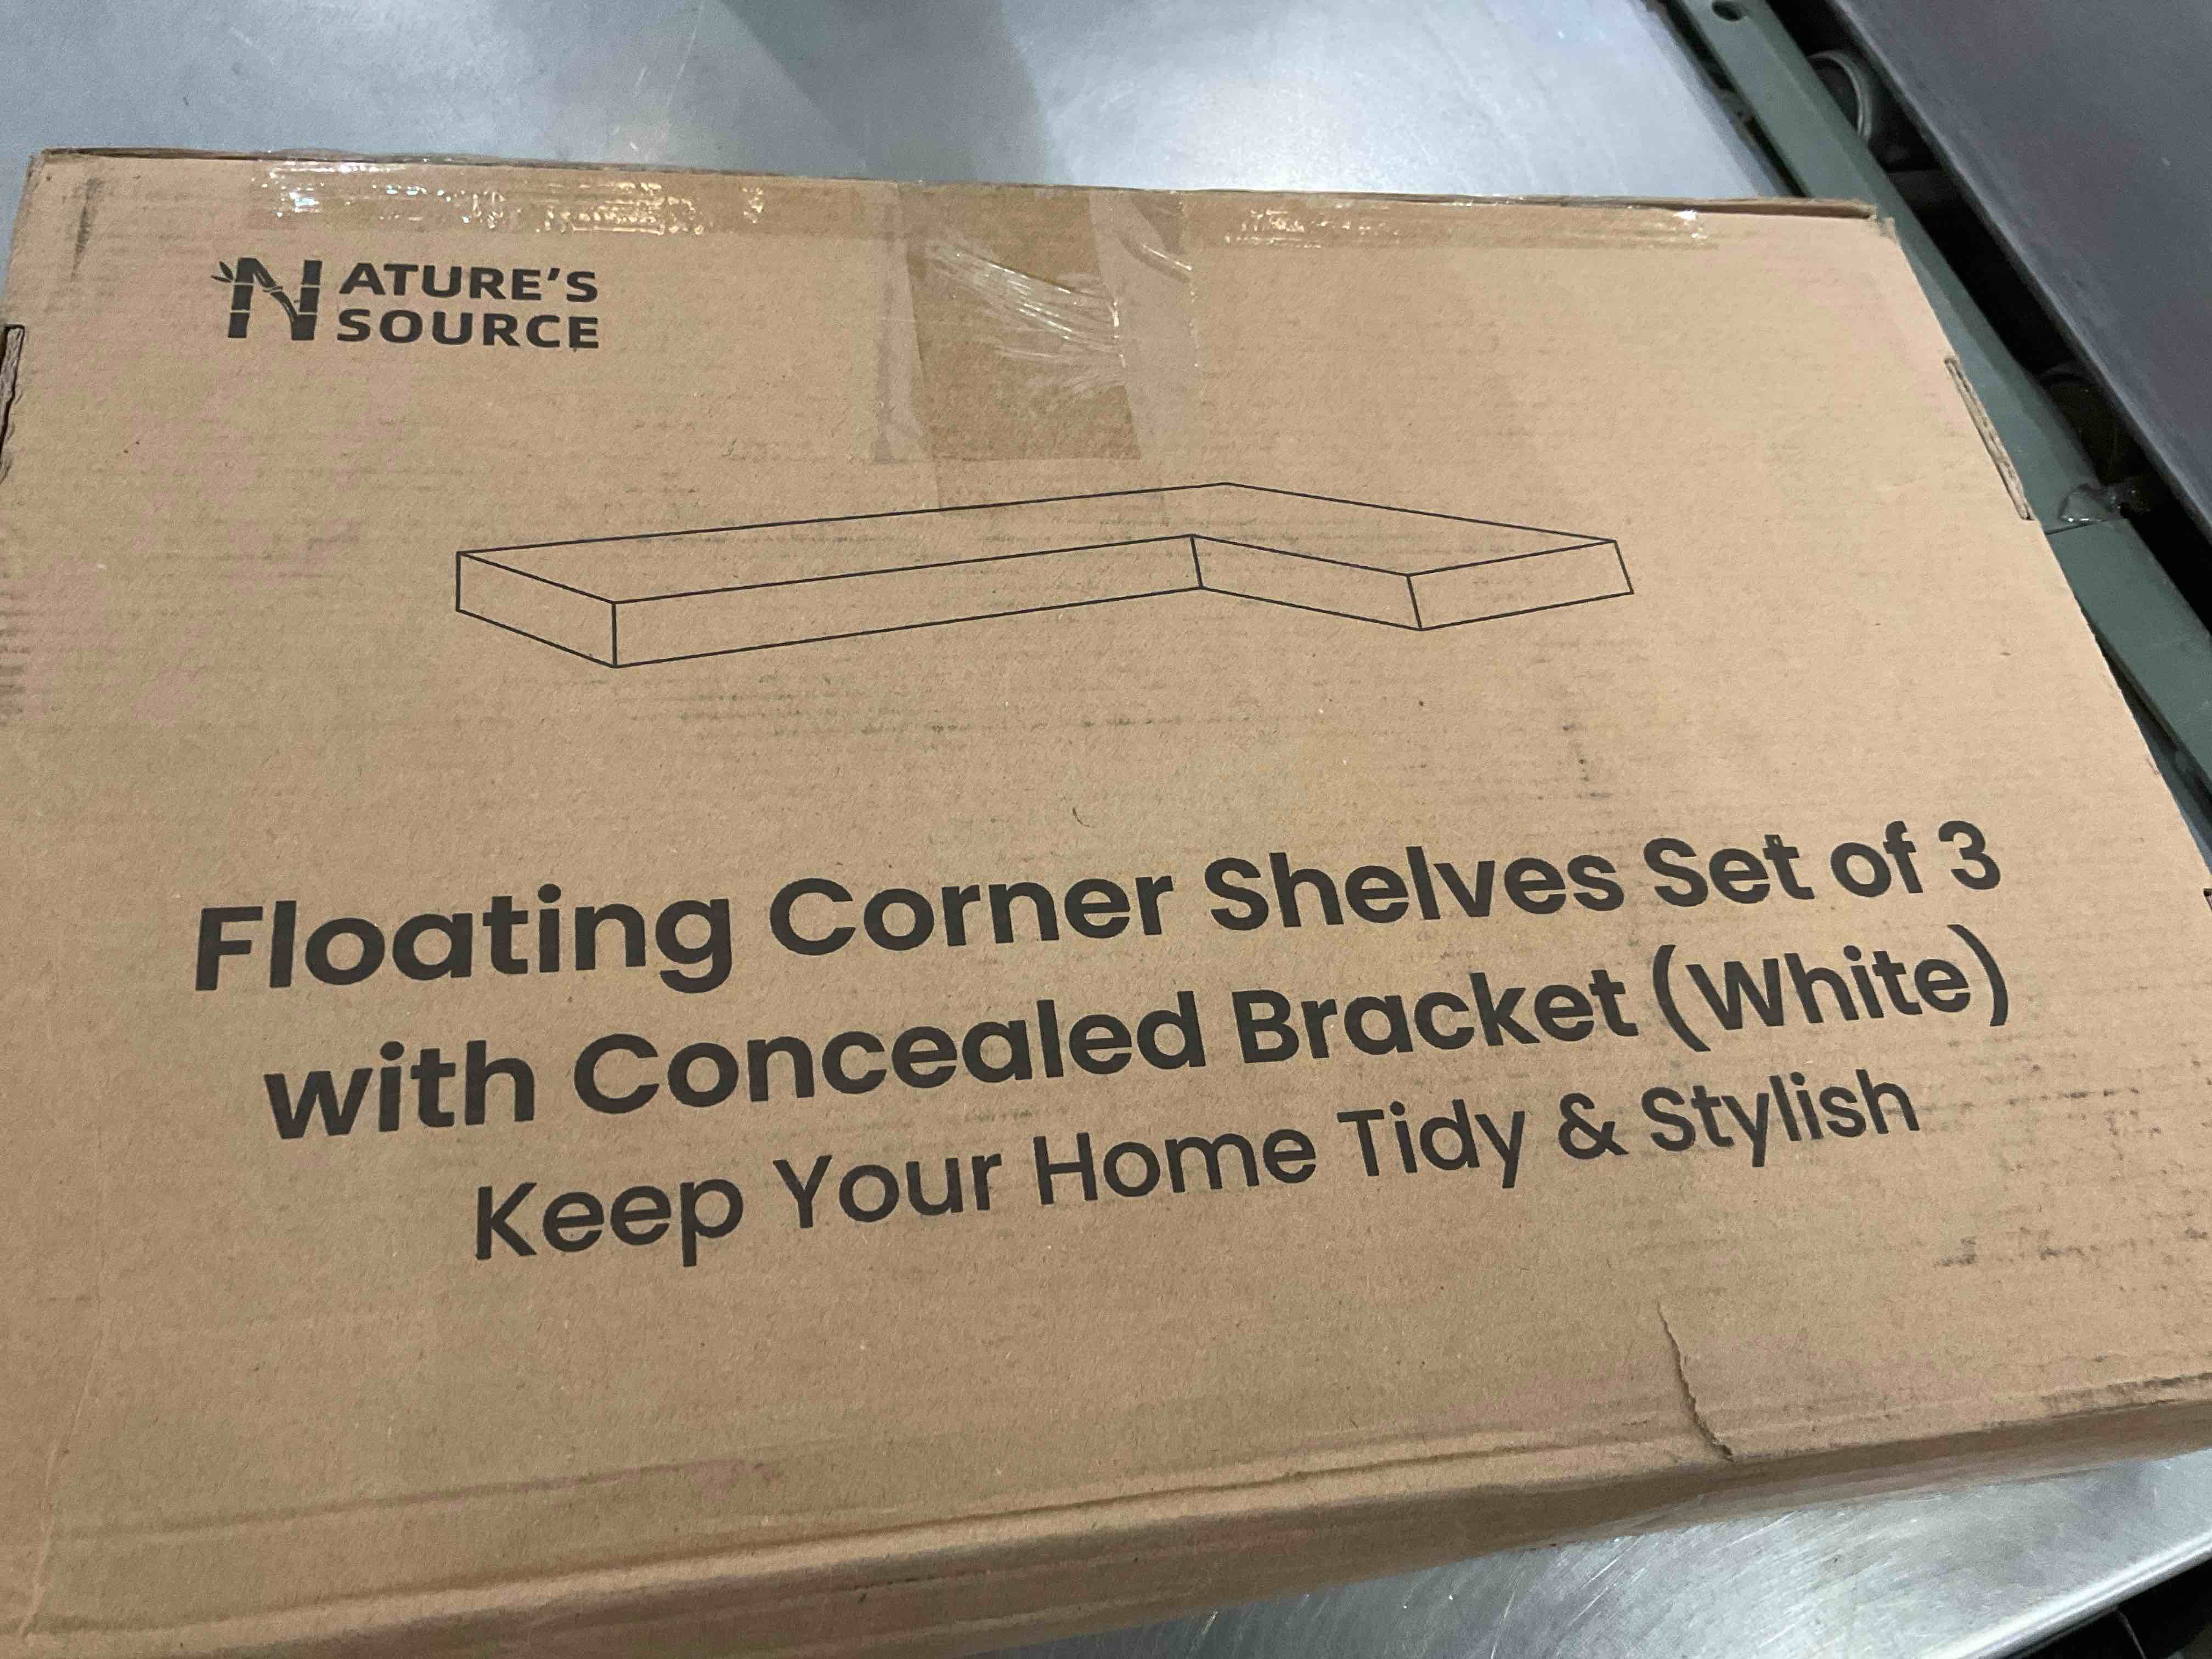 NATURE'S
SOURCE
Floating Corner Shelves Set of 3
with Concealed Bracket (White)
Keep Your Home Tidy & Stylish